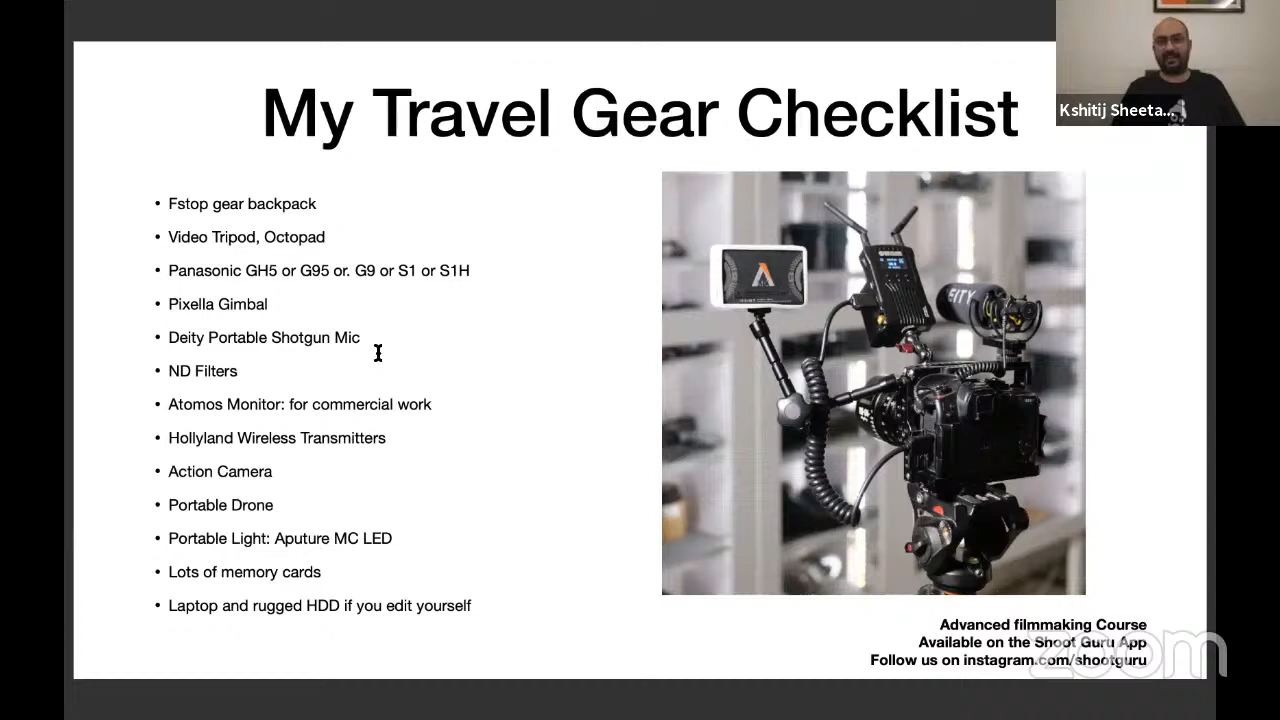 My Travel Gear Checklist
Kshitij Sheeta...
• Fstop gear backpack
• Video Tripod, Octopad
• Panasonic GH5 or G95 or. G9 or S1 or S1H
• Pixella Gimbal
• Deity Portable Shotgun Mic
• ND Filters
• Atomos Monitor: for commercial work
• Hollyland Wireless Transmitters
• Action Camera
• Portable Drone
• Portable Light: Aputure MC LED
• Lots of memory cards
• Laptop and rugged HDD if you edit yourself
EITY
Advanced filmmaking Course
Available on the Shoot Guru App
Follow us on instagram.com/shootguru
zoom